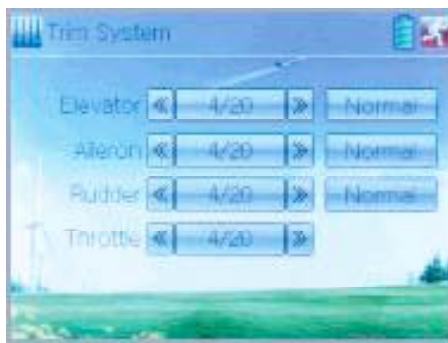 Trim System
Elevator « 4/20 » Normal
Aileron « 4/20 » Normal
Rudder « 4/20 » Normal
Throttle « 4/20 »